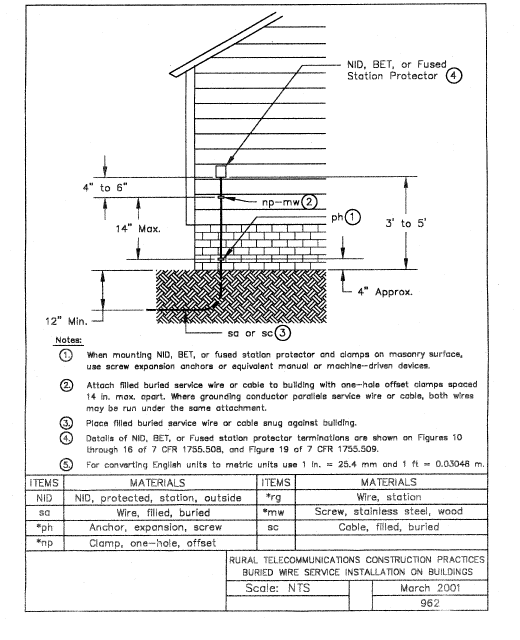 NID, BET, or Fused
Station Protector 4
4" to 6"
np-mw 2
14" Max.
ph 1
3' to 5'
4" Approx.
12" Min.
sa or sc 3
Notes:
1. When mounting NID, BET, or fused station protector and clamps on masonry surface,
use screw expansion anchors or equivalent manual or machine-driven devices.
2. Attach filled buried service wire or cable to building with one-hole offset clamps spaced
14 in. max. apart. Where grounding conductor parallels service wire or cable, both wires
may be run under the same attachment.
3. Place filled buried service wire or cable snug against building.
4. Details of NID, BET, or Fused station protector terminations are shown on Figures 10
through 16 of 7 CFR 1755.508, and Figure 19 of 7 CFR 1755.509.
5. For converting English units to metric units use 1 in. = 25.4 mm and 1 ft = 0.03048 m.
ITEMS MATERIALS ITEMS MATERIALS
NID NID, protected, station, outside *rg Wire, station
sa Wire, filled, buried *mw Screw, stainless steel, wood
*ph Anchor, expansion, screw sc Cable, filled, buried
*np Clamp, one-hole, offset
RURAL TELECOMMUNICATIONS CONSTRUCTION PRACTICES
BURIED WIRE SERVICE INSTALLATION ON BUILDINGS
Scale: NTS March 2001
962